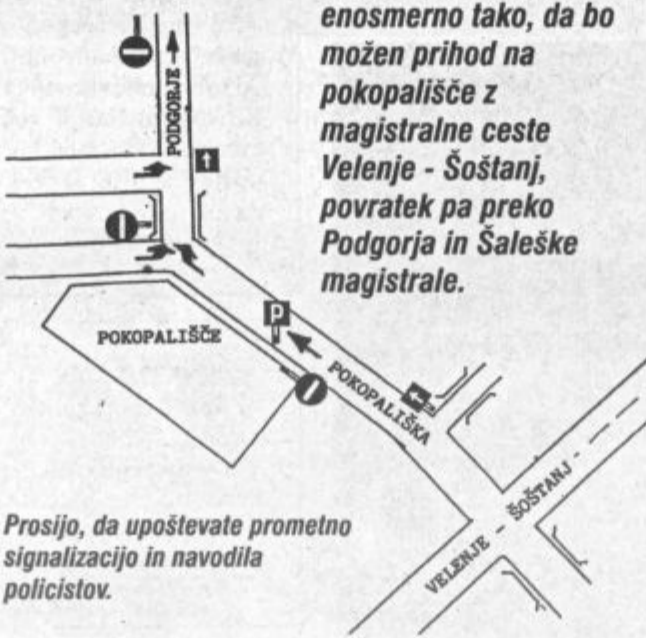 enosmerno tako, da bo
možen prihod na
pokopališče z
magistralne ceste
Velenje - Šoštanj,
povratek pa preko
Podgorja in Šaleške
magistrale.
PODGORJE
P
POKOPALIŠČE
POKOPALIŠKA
VELENJE - ŠOŠTANJ -
Prosijo, da upoštevate prometno
signalizacijo in navodila
policistov.